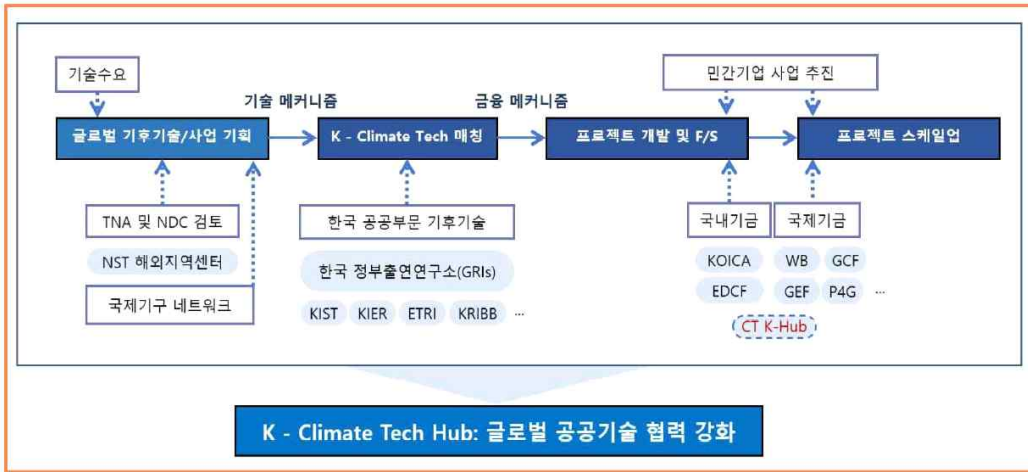 기술수요
민간기업 사업 추진
기술 메커니즘
금융 메커니즘
글로벌 기후기술/사업 기획
K - Climate Tech 매칭
프로젝트 개발 및 F/S
프로젝트 스케일업
TNA 및 NDC 검토
한국 공공부문 기후기술
국내기금
국제기금
NST 해외지역센터
한국 정부출연연구소(GRIs)
KOICA
WB
GCF
국제기구 네트워크
KIST
KIER
ETRI
KRIBB
...
EDCF
GEF
P4G
...
CT K-Hub
K - Climate Tech Hub: 글로벌 공공기술 협력 강화